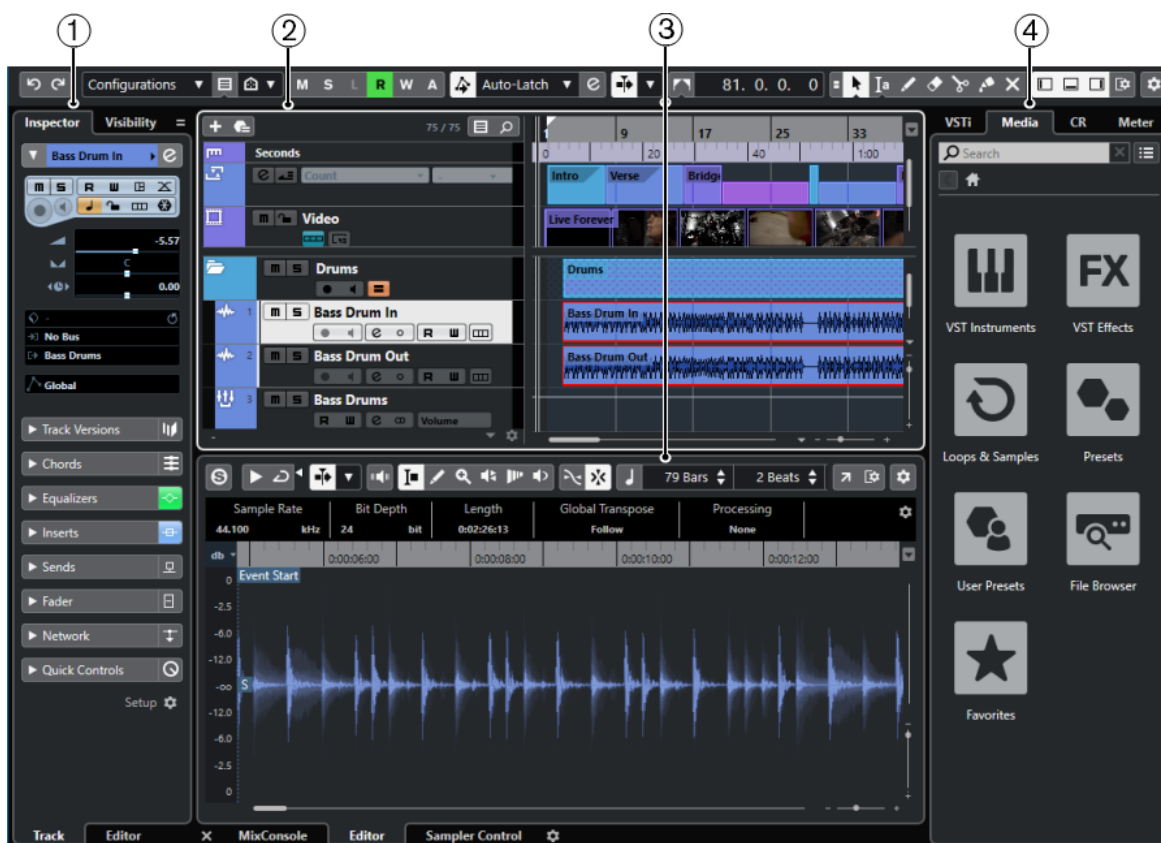 1
2
3
4
Configurations
M S L R W A
Auto-Latch
81. 0. 0. 0
Inspector Visibility
Bass Drum In
-5.57
C
0.00
-
No Bus
Bass Drums
Global
Track Versions
Chords
Equalizers
Inserts
Sends
Fader
Network
Quick Controls
Setup
Track Editor
75 / 75
Seconds
Count
-
Video
Drums
1 m S Bass Drum In
R W
2 m S Bass Drum Out
R W
3 m S Bass Drums
R W Volume
-
1 9 17 25 33
0 20 40 1:00
Intro Verse Bridge
Live Forever
Drums
Bass Drum In
Bass Drum Out
79 Bars 2 Beats
Sample Rate Bit Depth Length Global Transpose Processing
44.100 kHz 24 bit 0:02:26:13 Follow None
db 0:00:06:00 0:00:08:00 0:00:10:00 0:00:12:00
Event Start
0
-2.5
-6.0
-12.0
-oo S
-12.0
-6.0
-2.5
0
MixConsole Editor Sampler Control
VSTi Media CR Meter
Search
FX
VST Instruments VST Effects
Loops & Samples Presets
User Presets File Browser
Favorites